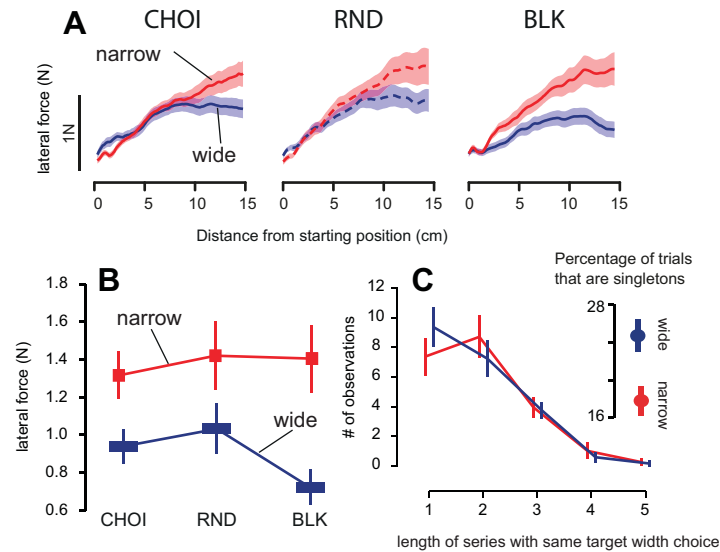 A
CHOI
RND
BLK
narrow
wide
lateral force (N)
1N
0 5 10 15
0 5 10 15
0 5 10 15
Distance from starting position (cm)
B
lateral force (N)
1.8
1.6
1.4
1.2
1.0
0.8
0.6
narrow
wide
CHOI RND BLK
C
Percentage of trials
that are singletons
# of observations
12
10
8
6
4
2
0
28
16
wide
narrow
1 2 3 4 5
length of series with same target width choice